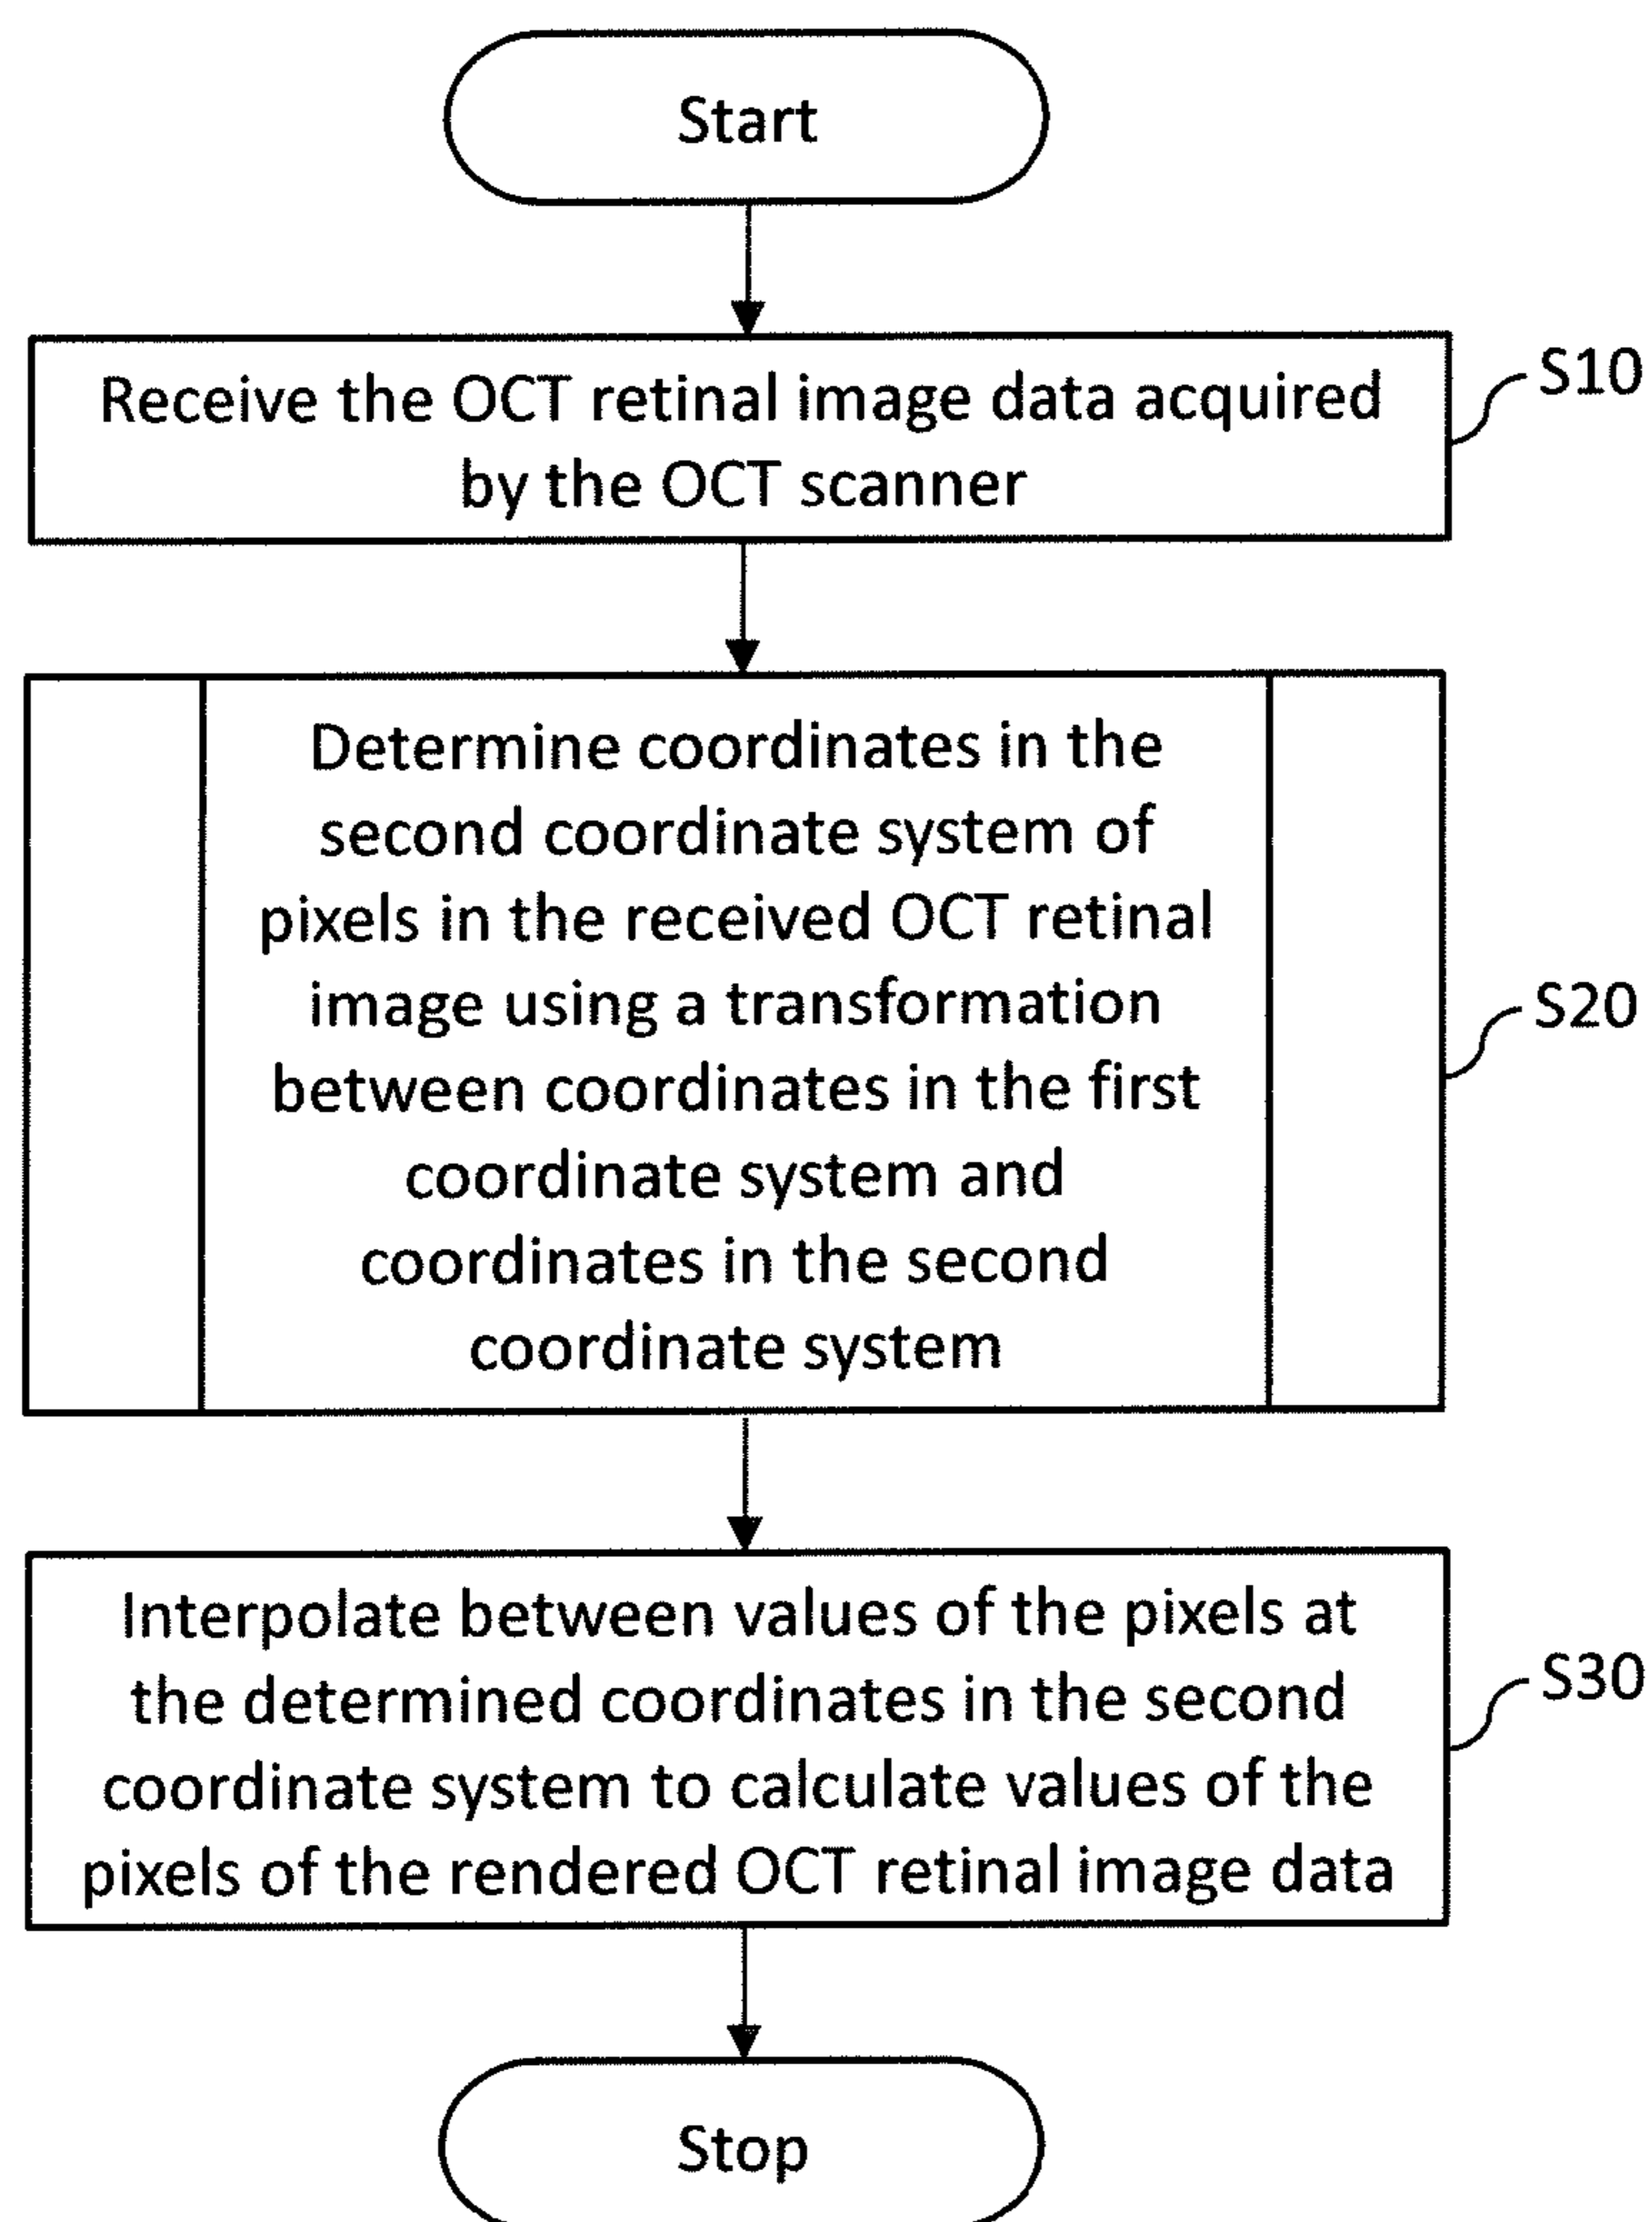 Start
Receive the OCT retinal image data acquired
by the OCT scanner
S10
Determine coordinates in the
second coordinate system of
pixels in the received OCT retinal
image using a transformation
between coordinates in the first
coordinate system and
coordinates in the second
coordinate system
S20
Interpolate between values of the pixels at
the determined coordinates in the second
coordinate system to calculate values of the
pixels of the rendered OCT retinal image data
S30
Stop